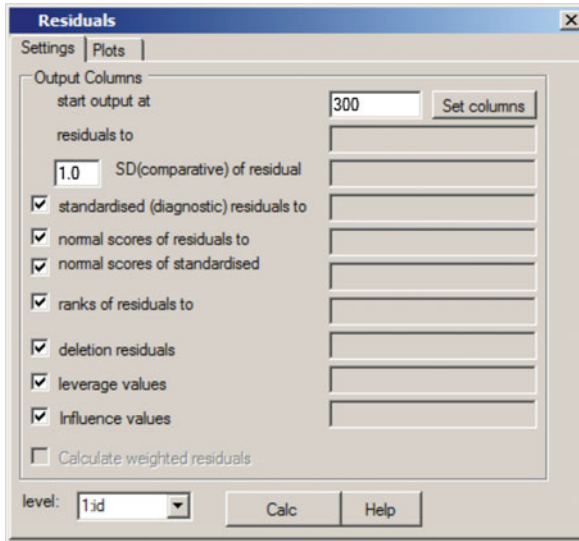 Residuals
Settings Plots
Output Columns
start output at 300 Set columns
residuals to
1.0 SD(comparative) of residual
standardised (diagnostic) residuals to
normal scores of residuals to
normal scores of standardised
ranks of residuals to
deletion residuals
leverage values
Influence values
Calculate weighted residuals
level: 1:id Calc Help